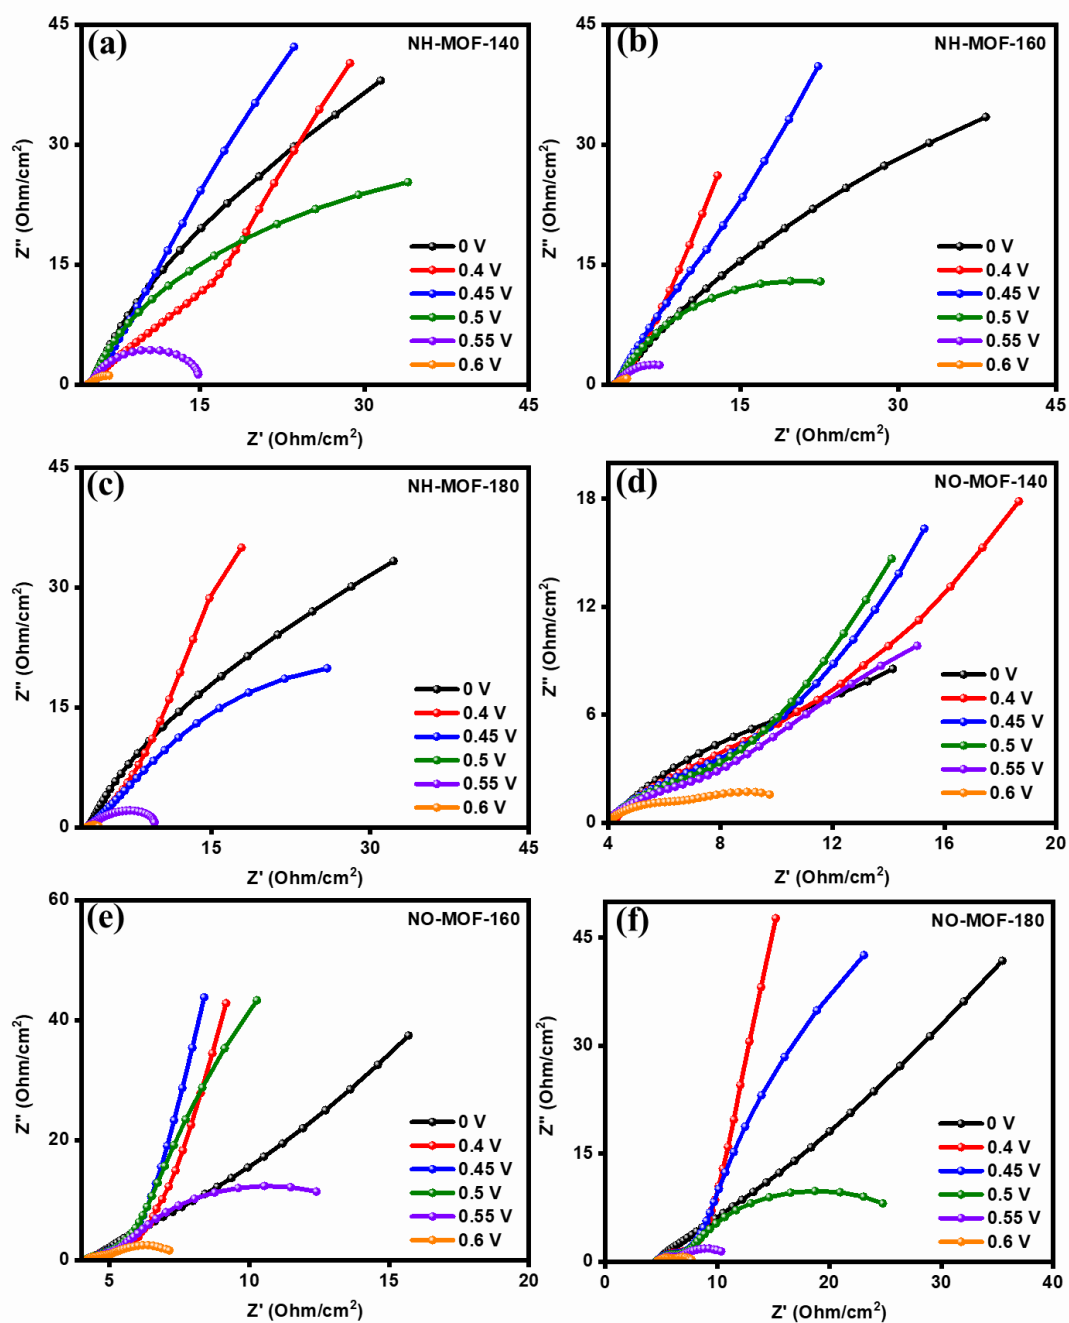 (a) NH-MOF-140
45
30
15
0
Z'' (Ohm/cm²)
0 V
0.4 V
0.45 V
0.5 V
0.55 V
0.6 V
15 30 45
Z' (Ohm/cm²)
(b) NH-MOF-160
45
30
15
0
Z'' (Ohm/cm²)
0 V
0.4 V
0.45 V
0.5 V
0.55 V
0.6 V
15 30 45
Z' (Ohm/cm²)
(c) NH-MOF-180
45
30
15
0
Z'' (Ohm/cm²)
0 V
0.4 V
0.45 V
0.5 V
0.55 V
0.6 V
15 30 45
Z' (Ohm/cm²)
(d) NO-MOF-140
18
12
6
0
Z'' (Ohm/cm²)
0 V
0.4 V
0.45 V
0.5 V
0.55 V
0.6 V
4 8 12 16 20
Z' (Ohm/cm²)
(e) NO-MOF-160
60
40
20
0
Z'' (Ohm/cm²)
0 V
0.4 V
0.45 V
0.5 V
0.55 V
0.6 V
5 10 15 20
Z' (Ohm/cm²)
(f) NO-MOF-180
45
30
15
0
Z'' (Ohm/cm²)
0 V
0.4 V
0.45 V
0.5 V
0.55 V
0.6 V
0 10 20 30 40
Z' (Ohm/cm²)